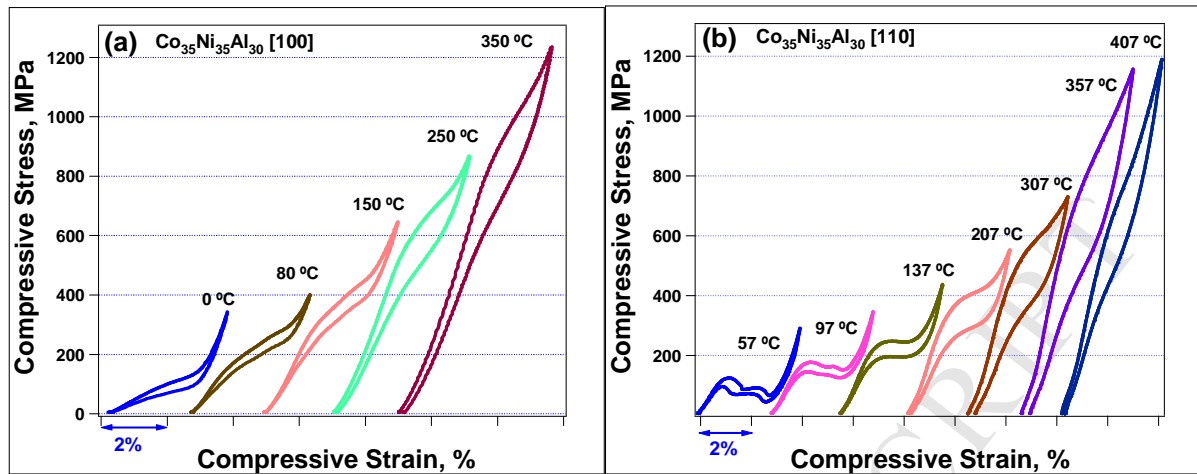 (a) Co35Ni35Al30 [100]
Compressive Stress, MPa
1200
1000
800
600
400
200
0
0 ºC
80 ºC
150 ºC
250 ºC
350 ºC
2%
Compressive Strain, %
(b) Co35Ni35Al30 [110]
Compressive Stress, MPa
1200
1000
800
600
400
200
57 ºC
97 ºC
137 ºC
207 ºC
307 ºC
357 ºC
407 ºC
2%
Compressive Strain, %
CRIPT